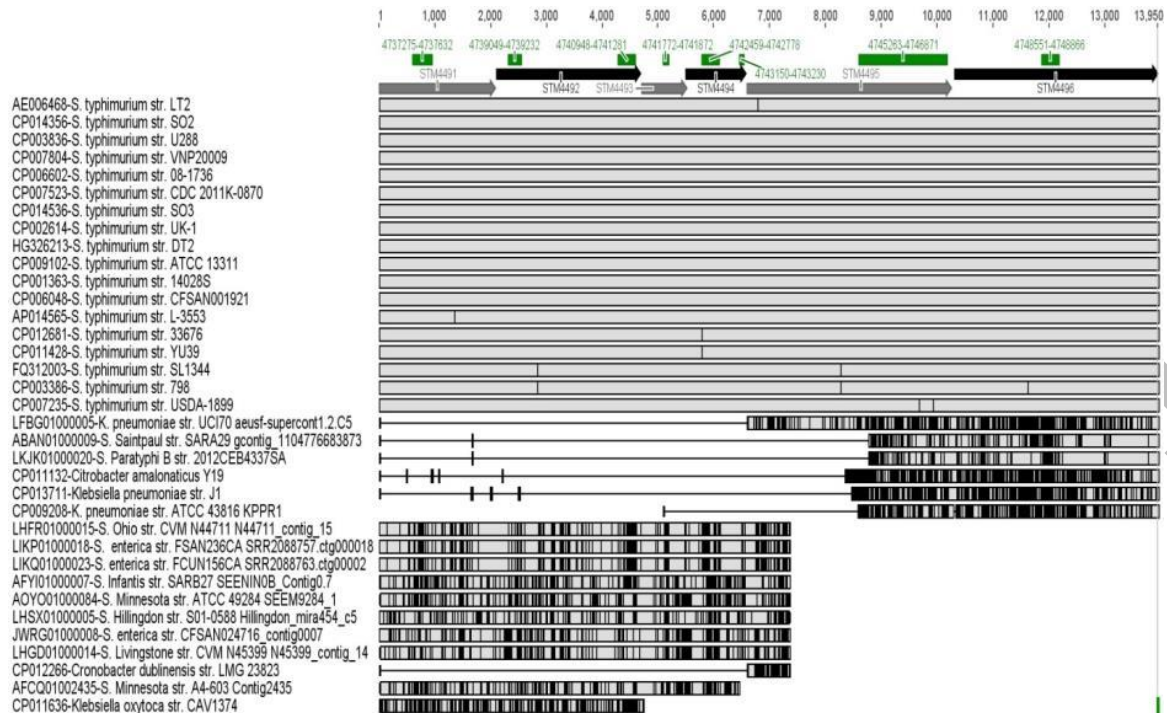 1 1,000 2,000 3,000 4,000 5,000 6,000 7,000 8,000 9,000 10,000 11,000 12,000 13,000 13,950
4737275-4737632 4739049-4739232 4740948-4741281 4741772-4741872 4742459-4742778 4745263-4746871 4748551-4748866
STM4491 4743150-4743230 STM4495
STM4492 STM4493 STM4494 STM4496
AE006468-S. typhimurium str. LT2
CP014356-S. typhimurium str. SO2
CP003836-S. typhimurium str. U288
CP007804-S. typhimurium str. VNP20009
CP006602-S. typhimurium str. 08-1736
CP007523-S. typhimurium str. CDC 2011K-0870
CP014536-S. typhimurium str. SO3
CP002614-S. typhimurium str. UK-1
HG326213-S. typhimurium str. DT2
CP009102-S. typhimurium str. ATCC 13311
CP001363-S. typhimurium str. 14028S
CP006048-S. typhimurium str. CFSAN001921
AP014565-S. typhimurium str. L-3553
CP012681-S. typhimurium str. 33676
CP011428-S. typhimurium str. YU39
FQ312003-S. typhimurium str. SL1344
CP003386-S. typhimurium str. 798
CP007235-S. typhimurium str. USDA-1899
LFBG01000005-K. pneumoniae str. UCI70 aeusf-supercont1.2.C5
ABAN01000009-S. Saintpaul str. SARA29 gcontig_1104776683873
LKJK01000020-S. Paratyphi B str. 2012CEB4337SA
CP011132-Citrobacter amalonaticus Y19
CP013711-Klebsiella pneumoniae str. J1
CP009208-K. pneumoniae str. ATCC 43816 KPPR1
LHFR01000015-S. Ohio str. CVM N44711 N44711_contig_15
LIKP01000018-S. enterica str. FSAN236CA SRR2088757.ctg000018
LIKQ01000023-S. enterica str. FCUN156CA SRR2088763.ctg00002
AFYI01000007-S. Infantis str. SARB27 SEENIN0B_Contig0.7
AOYO01000084-S. Minnesota str. ATCC 49284 SEEM9284_1
LHSX01000005-S. Hillingdon str. S01-0588 Hillingdon_mira454_c5
JWRG01000008-S. enterica str. CFSAN024716_contig0007
LHGD01000014-S. Livingstone str. CVM N45399 N45399_contig_14
CP012266-Cronobacter dublinensis str. LMG 23823
AFCQ01002435-S. Minnesota str. A4-603 Contig2435
CP011636-Klebsiella oxytoca str. CAV1374